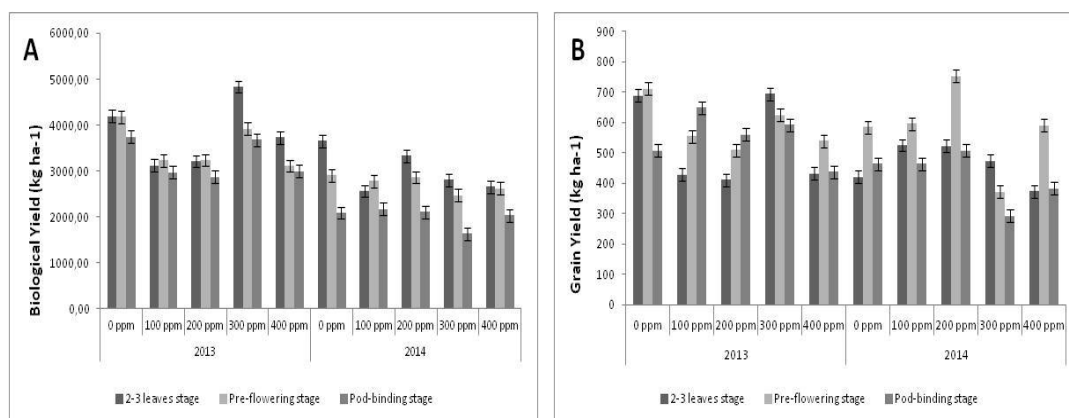 A
Biological Yield (kg ha-1)
6000,00
5000,00
4000,00
3000,00
2000,00
1000,00
0,00
0 ppm 100 ppm 200 ppm 300 ppm 400 ppm 0 ppm 100 ppm 200 ppm 300 ppm 400 ppm
2013 2014
2-3 leaves stage Pre-flowering stage Pod-binding stage
B
Grain Yield (kg ha-1)
900
800
700
600
500
400
300
200
100
0
0 ppm 100 ppm 200 ppm 300 ppm 400 ppm 0 ppm 100 ppm 200 ppm 300 ppm 400 ppm
2013 2014
2-3 leaves stage Pre-flowering stage Pod-binding stage